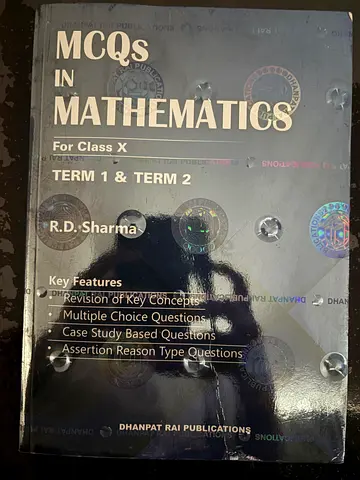 MCQs
IN
MATHEMATICS
For Class X
TERM 1 & TERM 2
R.D. Sharma
Key Features
• Revision of Key Concepts
• Multiple Choice Questions
• Case Study Based Questions
• Assertion Reason Type Questions
DHANPAT RAI PUBLICATIONS